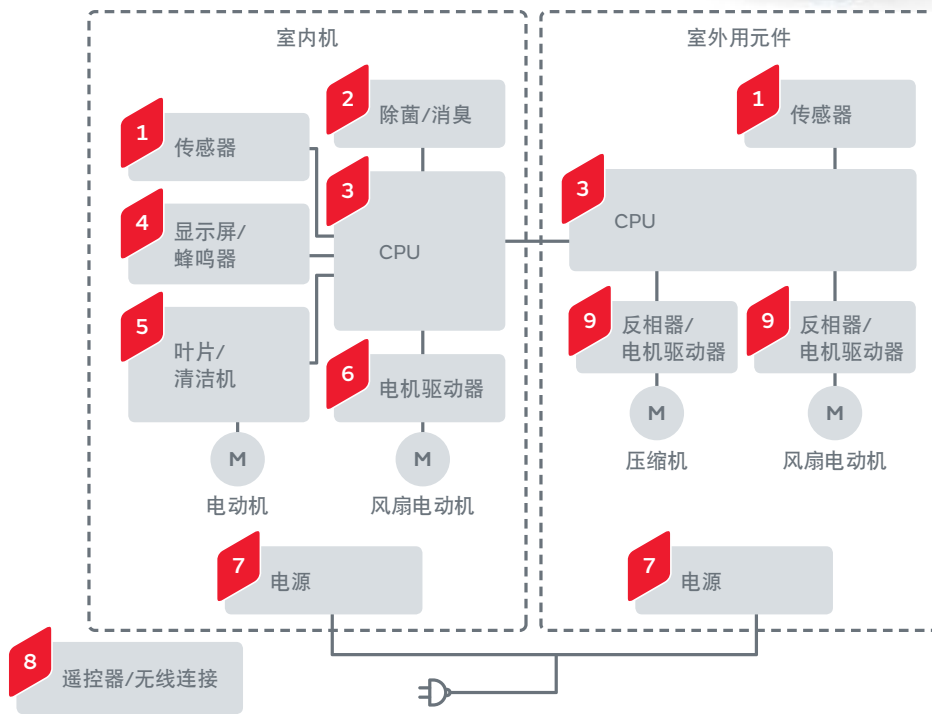 室内机
室外用元件
2
除菌/消臭
1
传感器
1
传感器
3
CPU
3
CPU
4
显示屏/
蜂鸣器
5
叶片/
清洁机
9
反相器/
电机驱动器
9
反相器/
电机驱动器
6
电机驱动器
M
压缩机
M
风扇电动机
M
电动机
M
风扇电动机
7
电源
7
电源
8
遥控器/无线连接